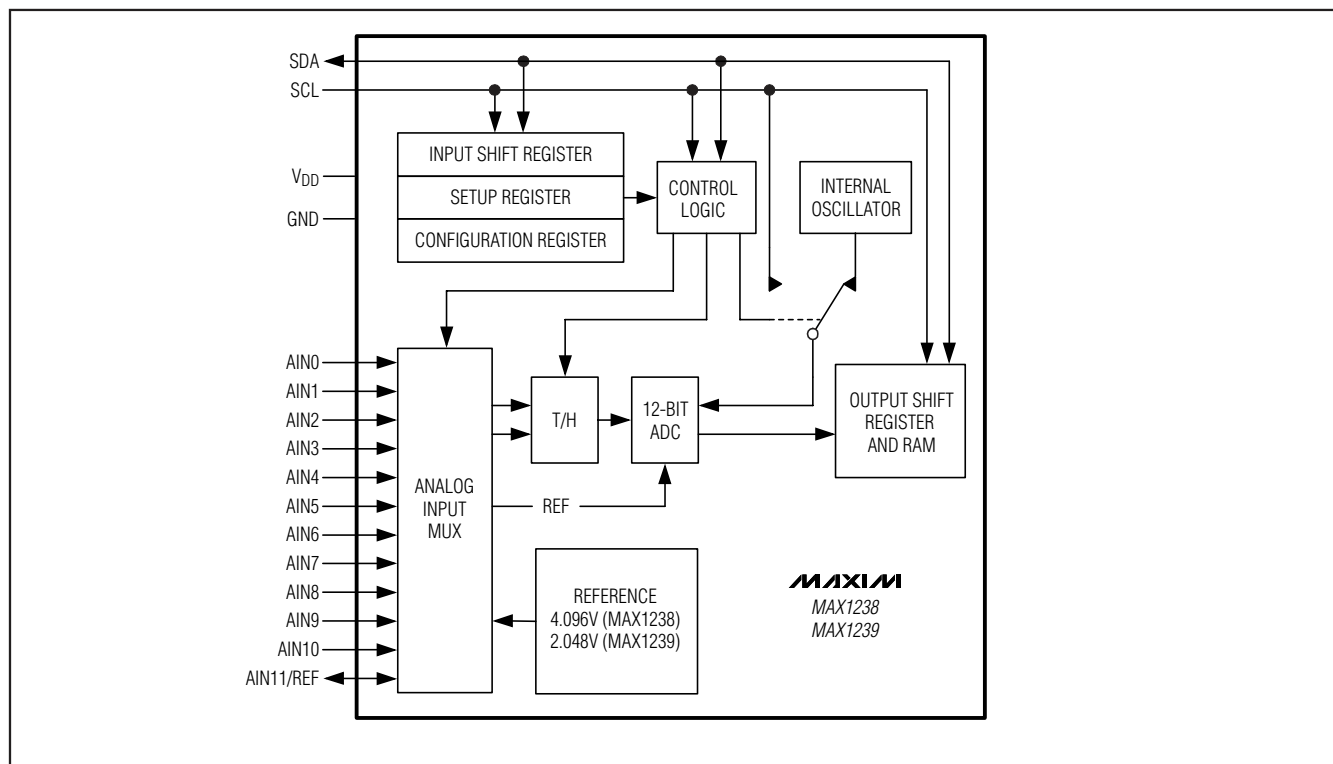 SDA
SCL
V_DD
GND
INPUT SHIFT REGISTER
SETUP REGISTER
CONFIGURATION REGISTER
CONTROL
LOGIC
INTERNAL
OSCILLATOR
AIN0
AIN1
AIN2
AIN3
AIN4
AIN5
AIN6
AIN7
AIN8
AIN9
AIN10
AIN11/REF
ANALOG
INPUT
MUX
T/H
12-BIT
ADC
REF
OUTPUT SHIFT
REGISTER
AND RAM
REFERENCE
4.096V (MAX1238)
2.048V (MAX1239)
MAXIM
MAX1238
MAX1239